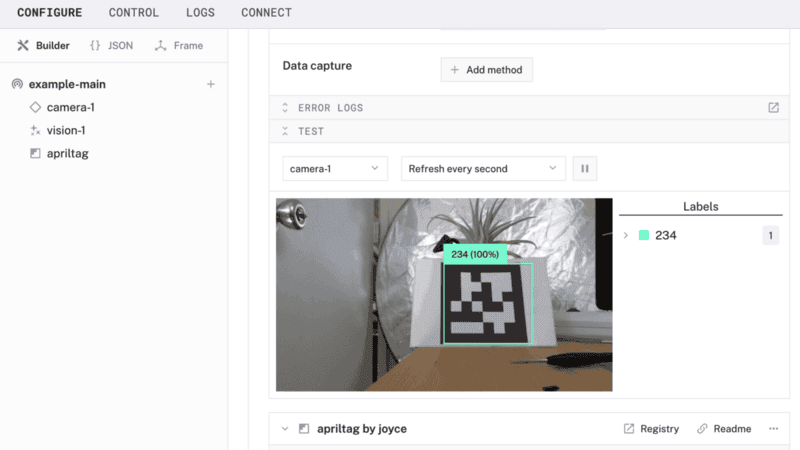 CONFIGURE CONTROL LOGS CONNECT
Builder {} JSON Frame
example-main +
camera-1
vision-1
apriltag
Data capture + Add method
ERROR LOGS
TEST
camera-1 Refresh every second
Labels
234 1
234 (100%)
apriltag by joyce Registry Readme ...